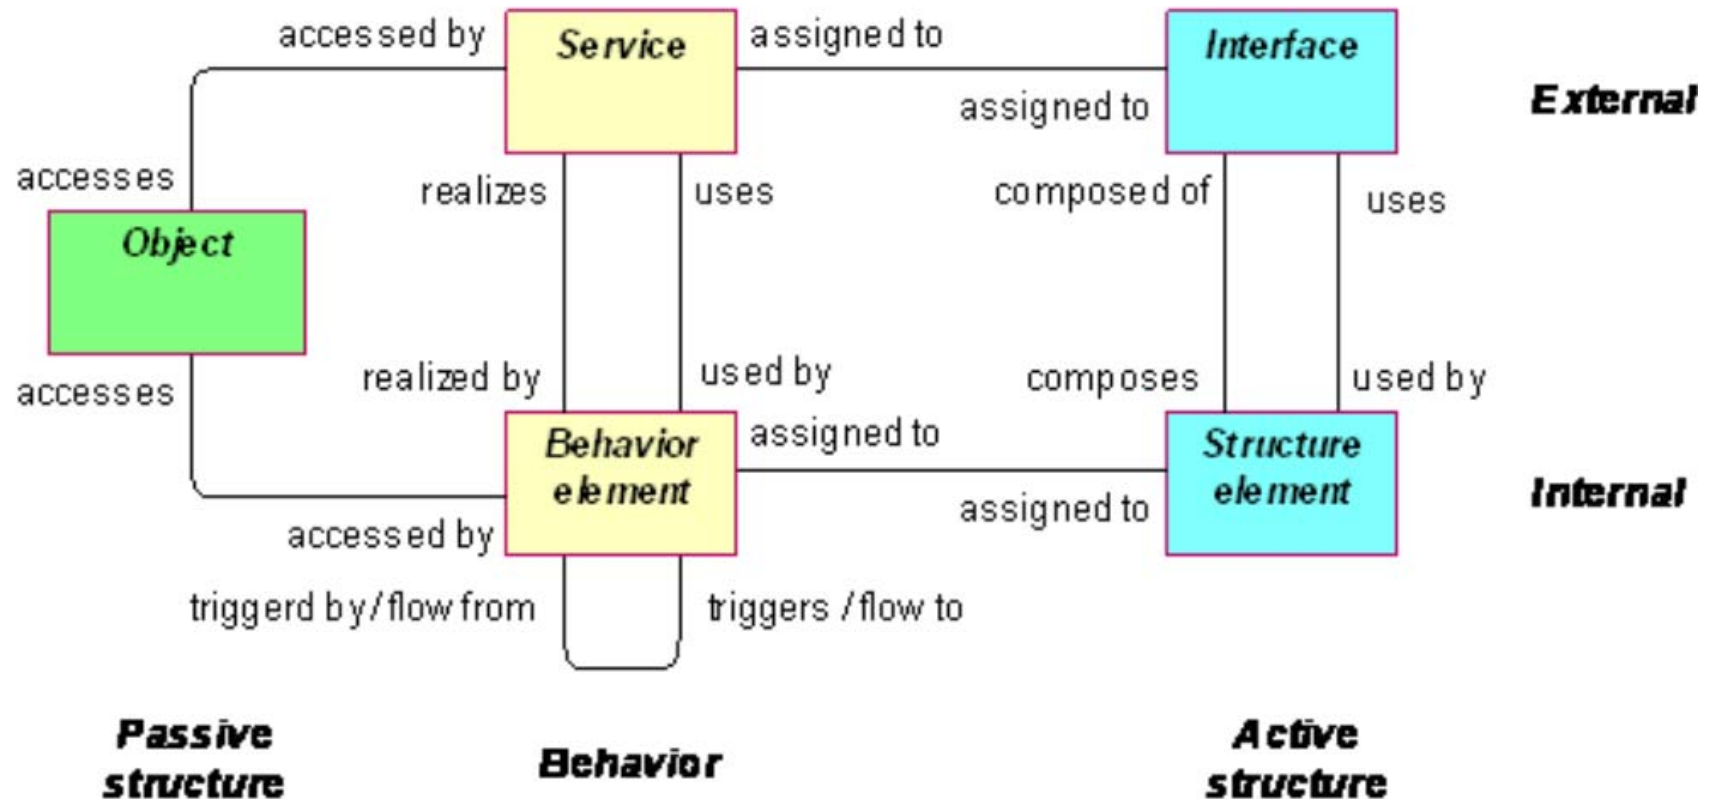 accessed by
Service
assigned to
Interface
assigned to
External
accesses
realizes
uses
composed of
uses
Object
accesses
realized by
used by
composes
used by
Behavior
element
assigned to
Structure
element
assigned to
Internal
accessed by
triggerd by/flow from
triggers /flow to
Passive
structure
Behavior
Active
structure